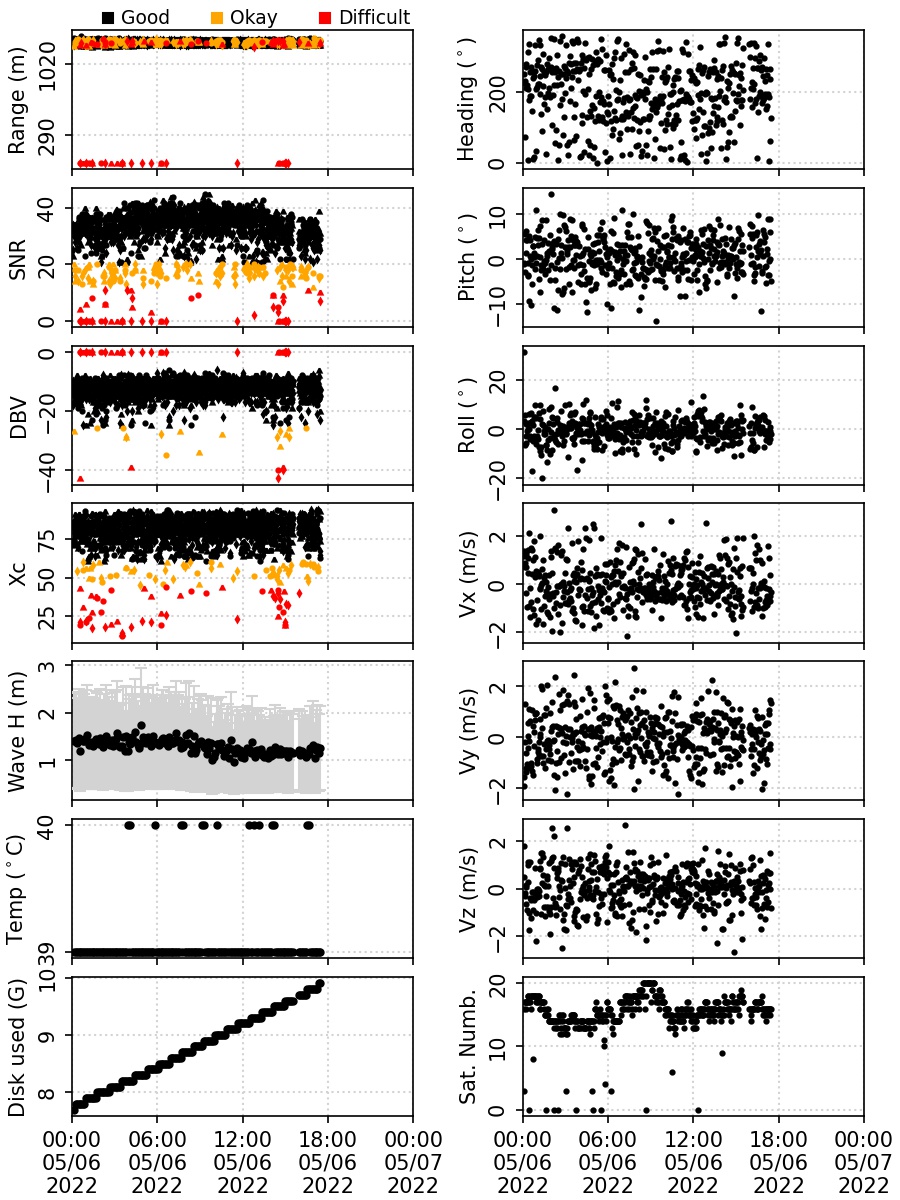 Good Okay Difficult
Range (m)
1020
290
Heading (°)
200
0
SNR
40
20
0
Pitch (°)
10
0
−10
DBV
0
−20
−40
Roll (°)
20
0
−20
Xc
75
50
25
Vx (m/s)
2
0
−2
Wave H (m)
3
2
1
Vy (m/s)
2
0
−2
Temp (°C)
40
39
Vz (m/s)
2
0
−2
Disk used (G)
10
9
8
Sat. Numb.
20
10
0
00:00 06:00 12:00 18:00 00:00
05/06 05/06 05/06 05/06 05/07
2022 2022 2022 2022 2022
00:00 06:00 12:00 18:00 00:00
05/06 05/06 05/06 05/06 05/07
2022 2022 2022 2022 2022